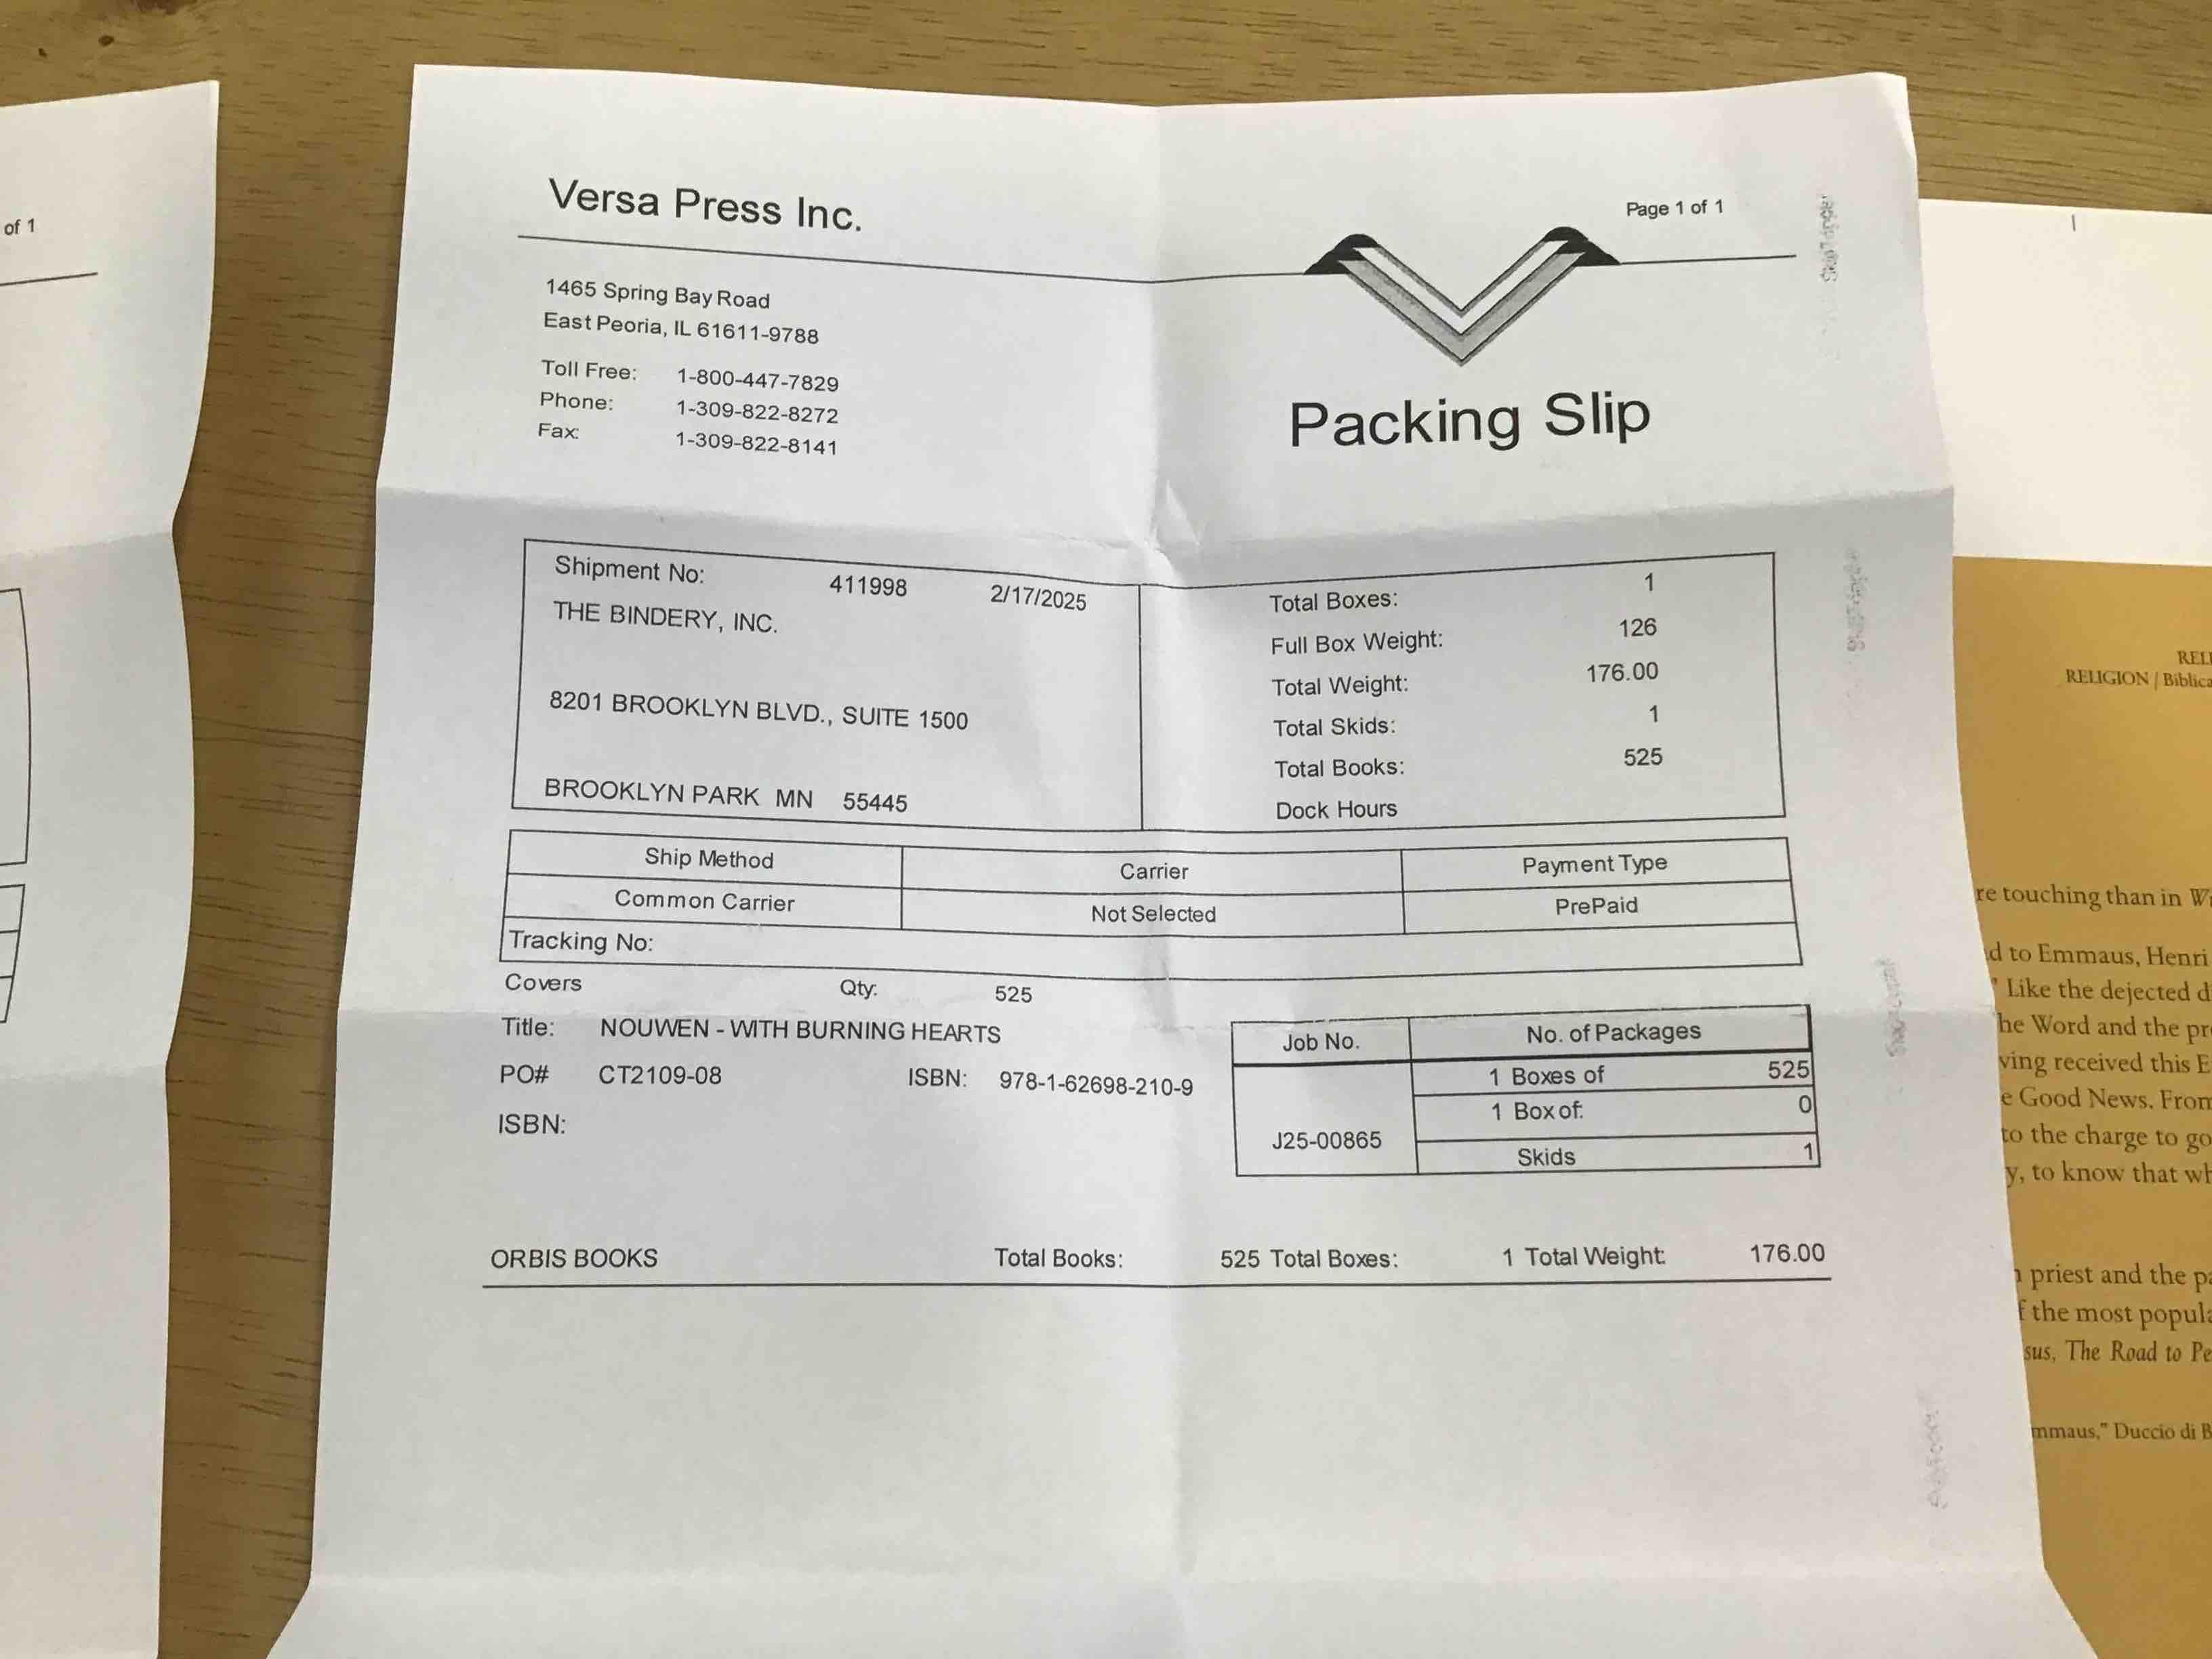 of 1
Versa Press Inc.
Page 1 of 1
1465 Spring Bay Road
East Peoria, IL 61611-9788
Toll Free: 1-800-447-7829
Phone: 1-309-822-8272
Fax: 1-309-822-8141
Packing Slip
Shipment No: 411998 2/17/2025
THE BINDERY, INC.
8201 BROOKLYN BLVD., SUITE 1500
BROOKLYN PARK MN 55445
Total Boxes: 1
Full Box Weight: 126
Total Weight: 176.00
Total Skids: 1
Total Books: 525
Dock Hours
Ship Method Carrier Payment Type
Common Carrier Not Selected PrePaid
Tracking No:
Covers Qty: 525
Title: NOUWEN - WITH BURNING HEARTS
PO# CT2109-08 ISBN: 978-1-62698-210-9
ISBN:
Job No. No. of Packages
1 Boxes of 525
1 Box of: 0
J25-00865
Skids 1
ORBIS BOOKS Total Books: 525 Total Boxes: 1 Total Weight: 176.00
RELIGION | Biblica
re touching than in
d to Emmaus, Henri
Like the dejected d
he Word and the pr
ving received this E
e Good News. From
to the charge to go
y, to know that wh
priest and the pa
f the most popula
sus, The Road to Pe
mmaus," Duccio di B